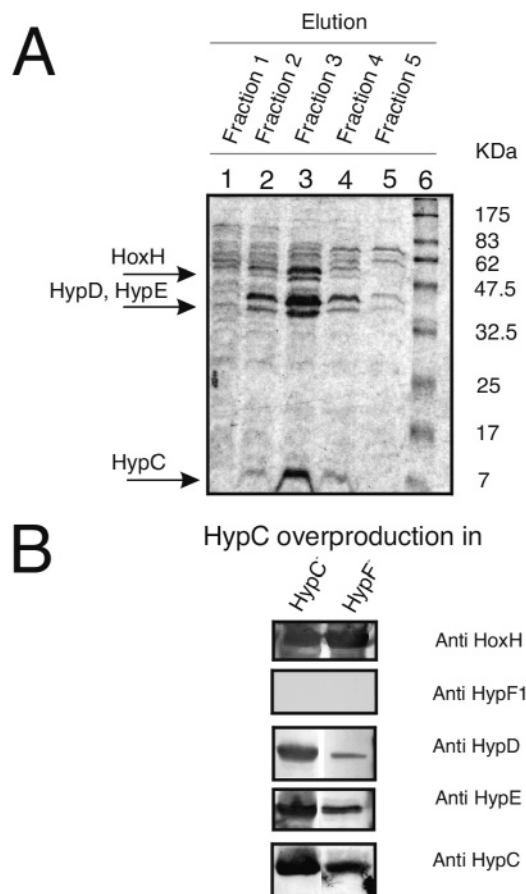 A
Elution
Fraction 1
Fraction 2
Fraction 3
Fraction 4
Fraction 5
KDa
1 2 3 4 5 6
175
83
HoxH
62
HypD, HypE
47.5
32.5
25
17
HypC
7
B
HypC overproduction in
HypC-
HypF-
Anti HoxH
Anti HypF1
Anti HypD
Anti HypE
Anti HypC